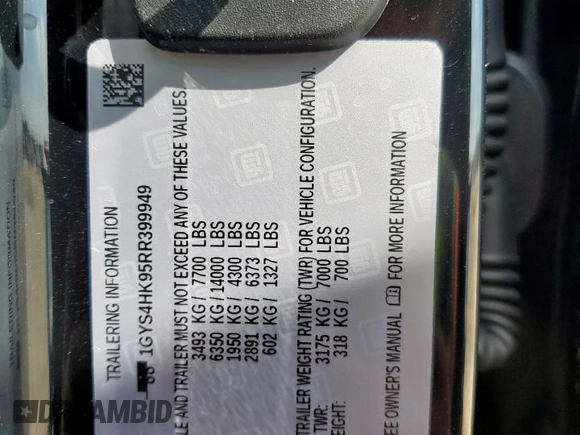 TRAILERING INFORMATION
1GYS4HK95RR399949
LE AND TRAILER MUST NOT EXCEED ANY OF THESE VALUES.
3493 KG / 7700 LBS
6350 KG / 14000 LBS
1950 KG / 4300 LBS
2891 KG / 6373 LBS
602 KG / 1327 LBS
TRAILER WEIGHT RATING (TWR) FOR VEHICLE CONFIGURATION.
TWR: 3175 KG / 7000 LBS
EIGHT: 318 KG / 700 LBS
EE OWNER'S MANUAL FOR MORE INFORMATION
DYNAMBID